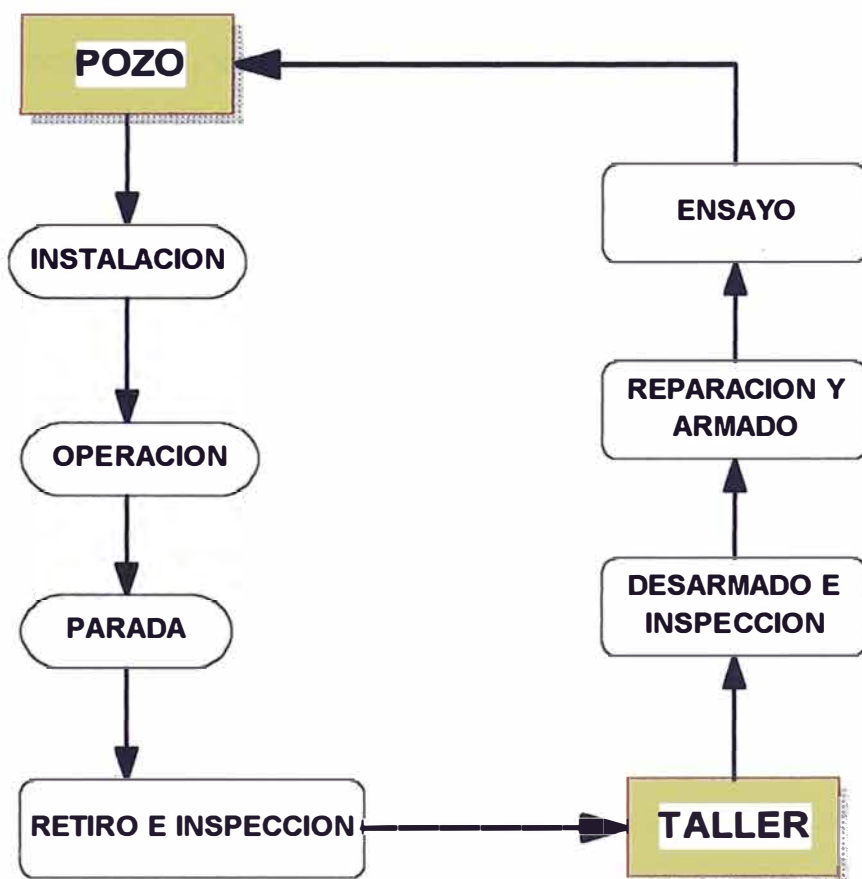 POZO
INSTALACION
OPERACION
PARADA
RETIRO E INSPECCION
TALLER
DESARMADO E
INSPECCION
REPARACION Y
ARMADO
ENSAYO